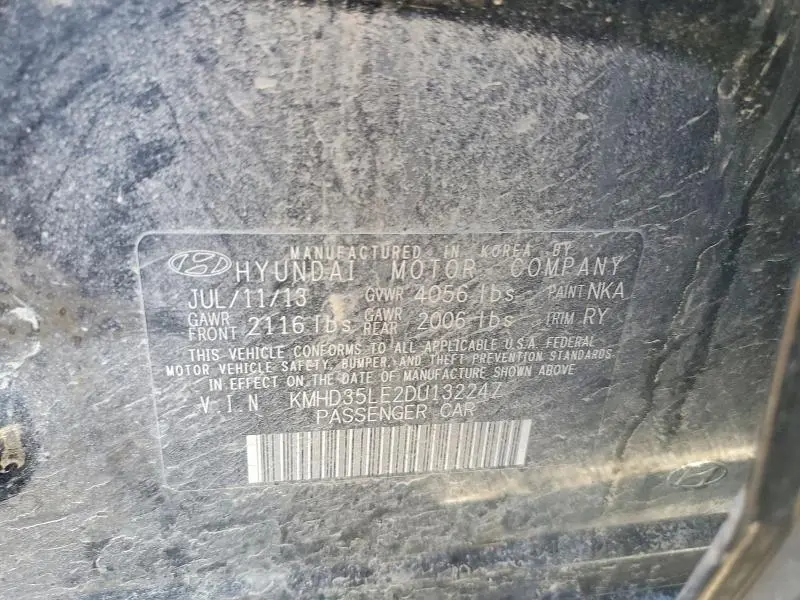 MANUFACTURED IN KOREA BY
HYUNDAI MOTOR COMPANY
JUL/11/13 GVWR 4056 lbs PAINT NKA
GAWR FRONT 2116 lbs GAWR REAR 2006 lbs TRIM RY
THIS VEHICLE CONFORMS TO ALL APPLICABLE U.S.A FEDERAL
MOTOR VEHICLE SAFETY, BUMPER, AND THEFT PREVENTION STANDARDS
IN EFFECT ON THE DATE OF MANUFACTURE SHOWN ABOVE
V.I.N KMHD35LE2DU132247
PASSENGER CAR